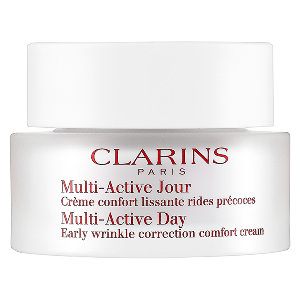 CLARINS
PARIS
Multi-Active Jour
Crème confort lissante rides précoces
Multi-Active Day
Early wrinkle correction comfort cream